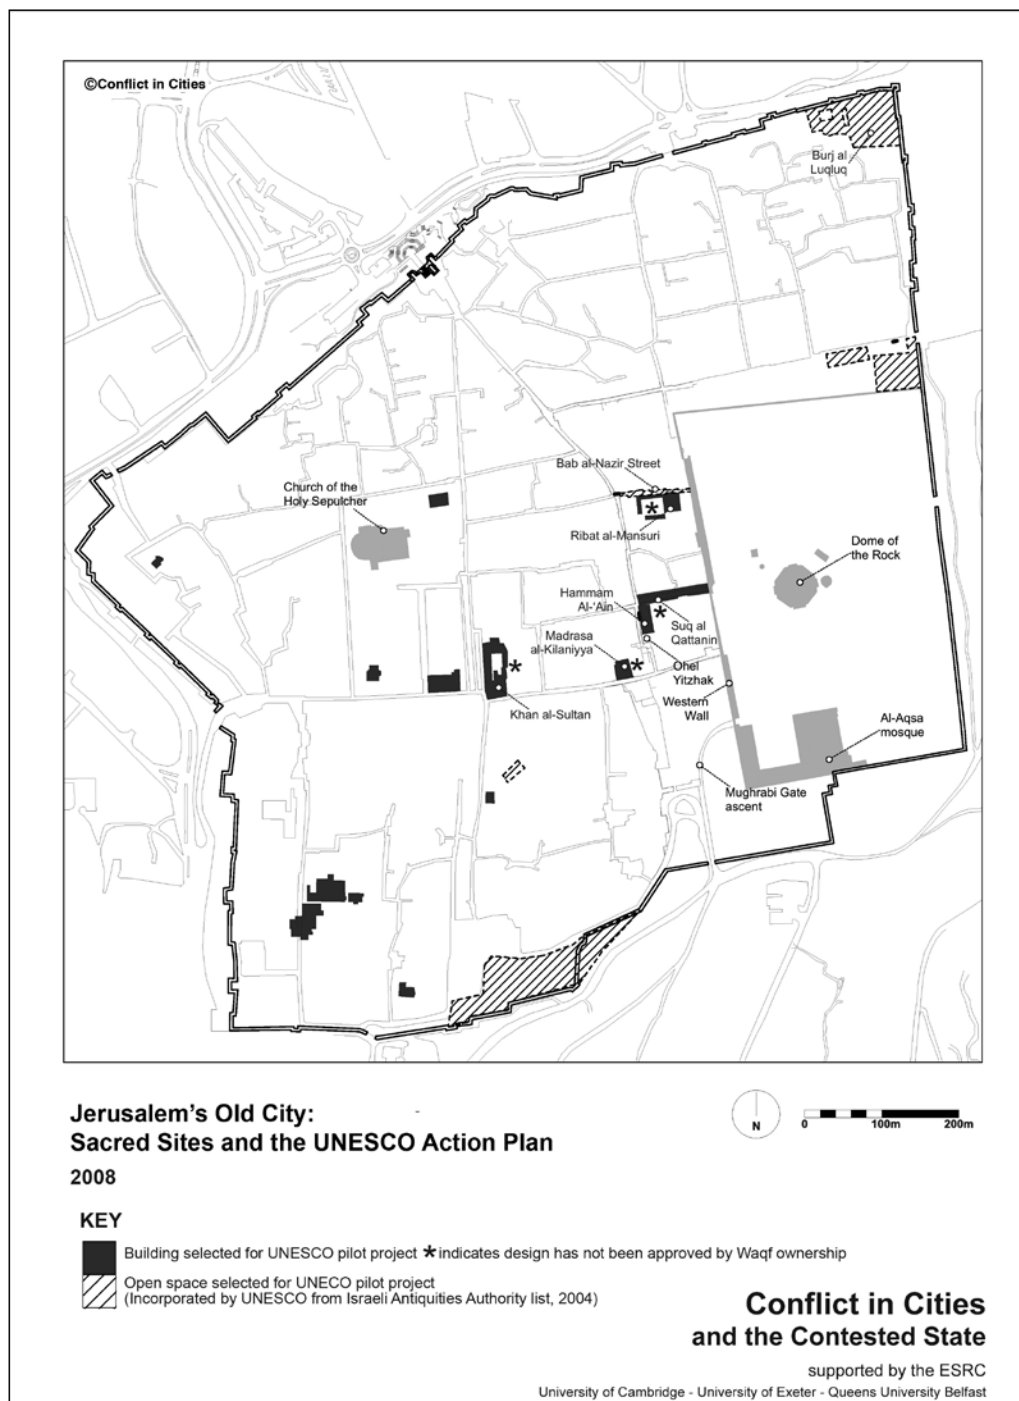 ©Conflict in Cities
Burj al
Luqluq
Bab al-Nazir Street
Church of the
Holy Sepulcher
Ribat al-Mansuri
Dome of
the Rock
Hammam
Al-'Ain
Suq al
Qattanin
Madrasa
al-Kilaniyya
Ohel
Yitzhak
Western
Wall
Khan al-Sultan
Al-Aqsa
mosque
Mughrabi Gate
ascent
Jerusalem's Old City:
Sacred Sites and the UNESCO Action Plan
2008
N
0 100m 200m
KEY
Building selected for UNESCO pilot project * indicates design has not been approved by Waqf ownership
Open space selected for UNECO pilot project
(Incorporated by UNESCO from Israeli Antiquities Authority list, 2004)
Conflict in Cities
and the Contested State
supported by the ESRC
University of Cambridge - University of Exeter - Queens University Belfast